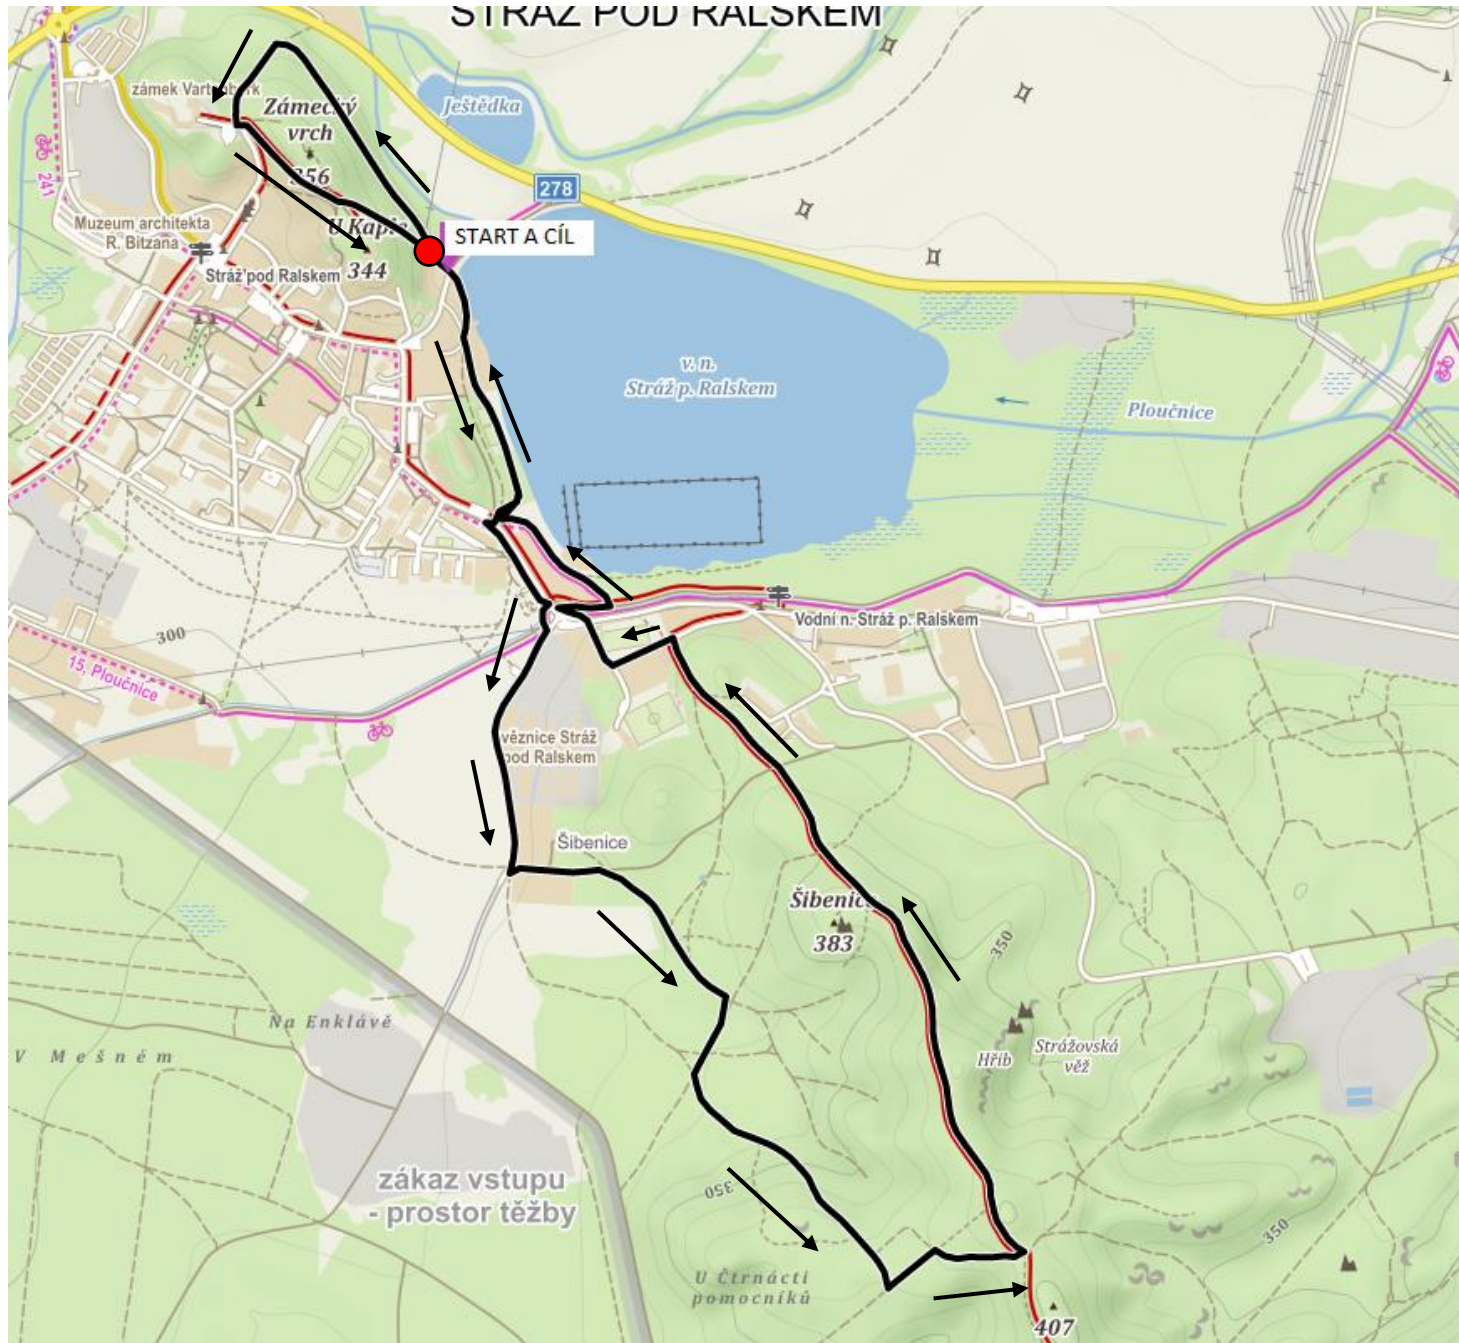 STRÁŽ POD RALSKEM
zámek Vartenberk
Zámecký
vrch
356
Ještědka
278
241
Muzeum architekta
R. Bitzana
U Kaple
344
START A CÍL
Stráž pod Ralskem
v. n.
Stráž p. Ralskem
Ploučnice
300
15, Ploučnice
Vodní n. Stráž p. Ralskem
věznice Stráž
pod Ralskem
Šibenice
Šibenice
383
350
Na Enklávě
V Mešném
Hřib
Strážovská
věž
zákaz vstupu
- prostor těžby
350
350
U Čtrnácti
pomocníků
407